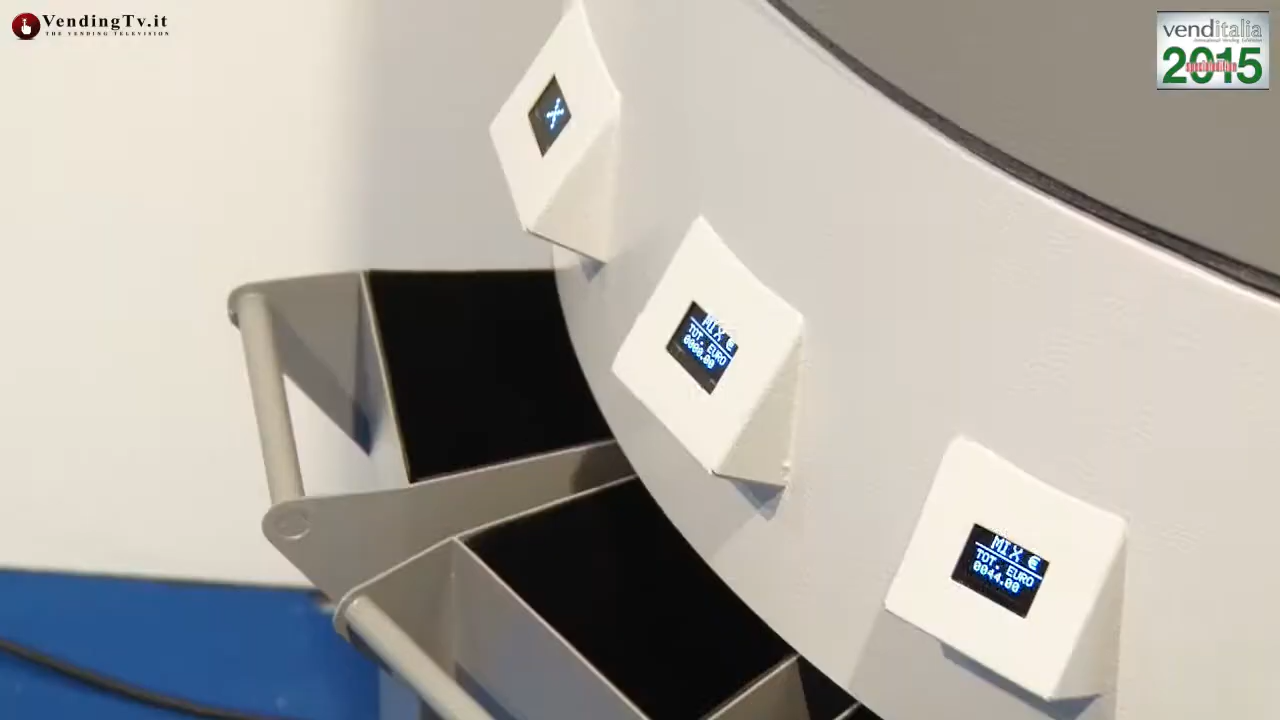 VendingTv.it
THE VENDING TELEVISION
venditalia
2015
MIX €
TOT. EURO
0000.00
MIX €
TOT. EURO
0044.00